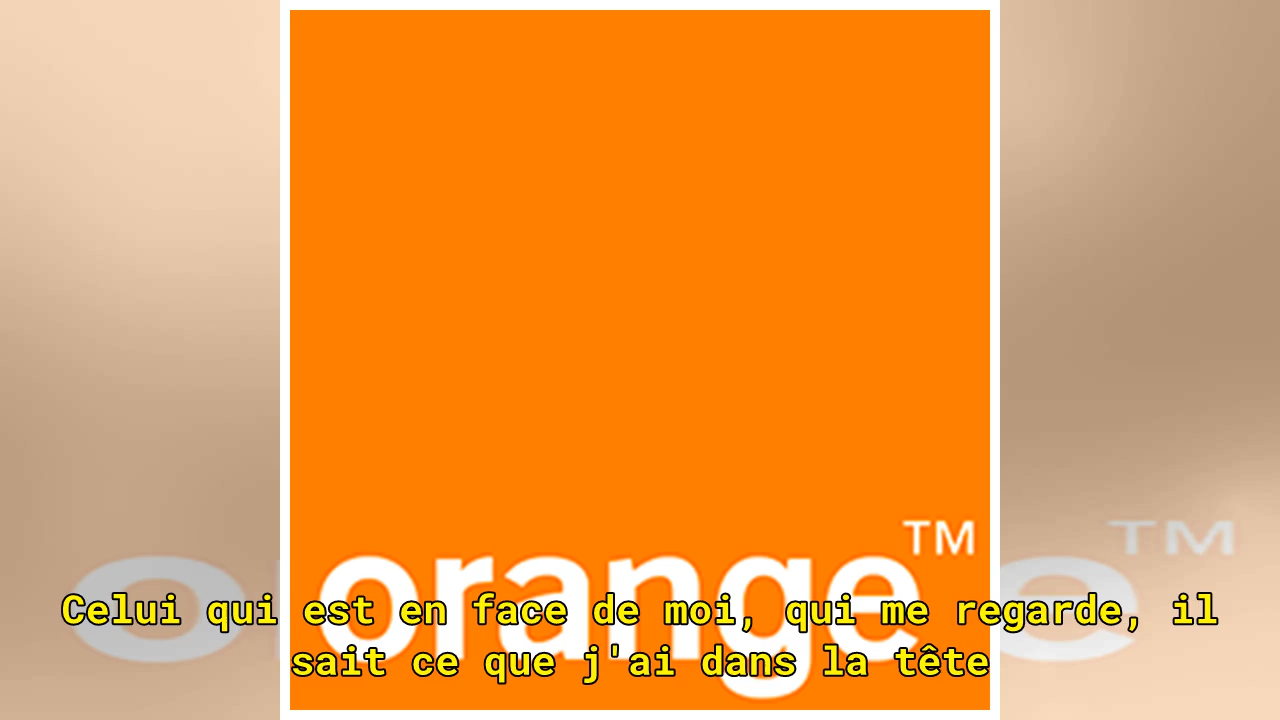 orange™
Celui qui est en face de moi, qui me regarde, il
sait ce que j'ai dans la tête